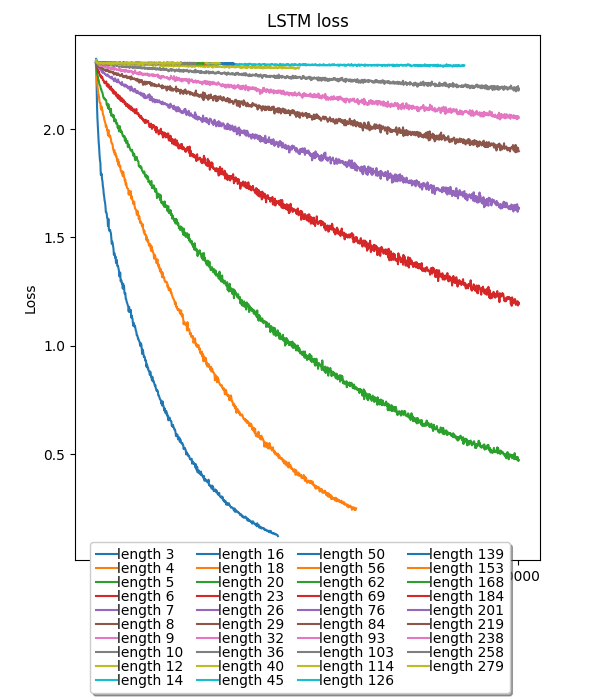 LSTM loss
2.0
1.5
1.0
0.5
Loss
0000
length 3 length 16 length 50 length 139
length 4 length 18 length 56 length 153
length 5 length 20 length 62 length 168
length 6 length 23 length 69 length 184
length 7 length 26 length 76 length 201
length 8 length 29 length 84 length 219
length 9 length 32 length 93 length 238
length 10 length 36 length 103 length 258
length 12 length 40 length 114 length 279
length 14 length 45 length 126